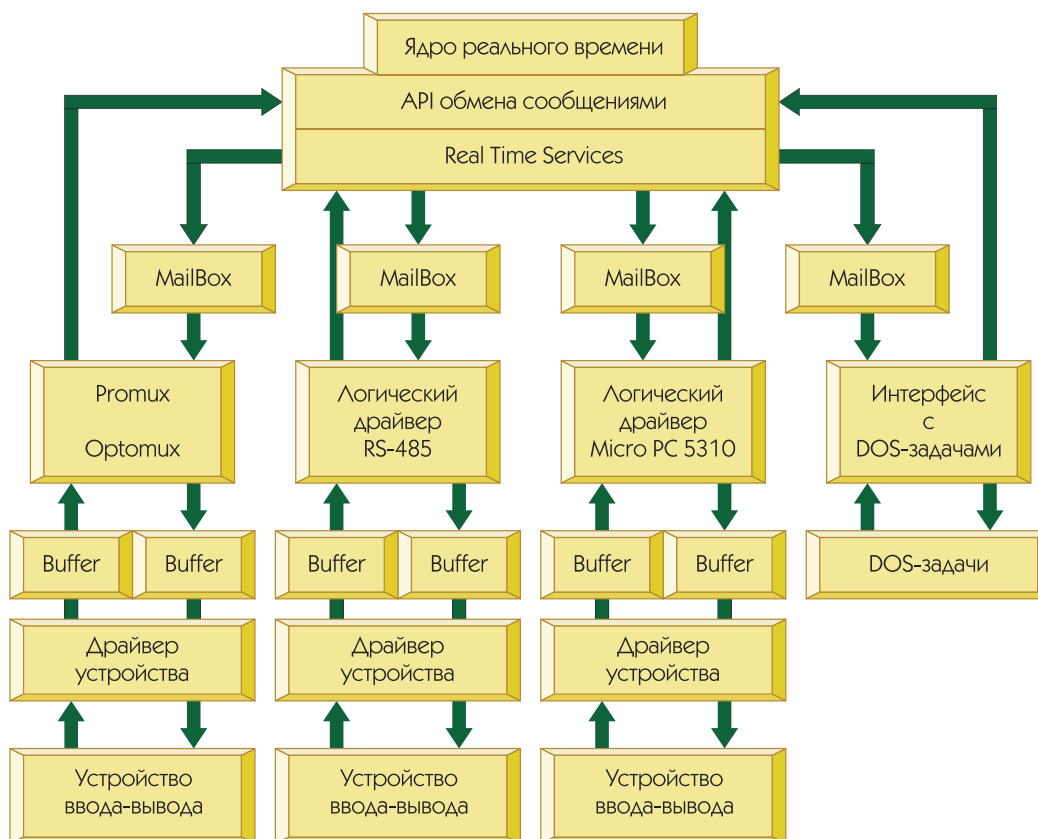 Ядро реального времени
API обмена сообщениями
Real Time Services
MailBox
MailBox
MailBox
MailBox
Promux
Optomux
Логический
драйвер
RS-485
Логический
драйвер
Micro PC 5310
Интерфейс
с
DOS-задачами
Buffer
Buffer
Buffer
Buffer
Buffer
Buffer
DOS-задачи
Драйвер
устройства
Драйвер
устройства
Драйвер
устройства
Устройство
ввода-вывода
Устройство
ввода-вывода
Устройство
ввода-вывода